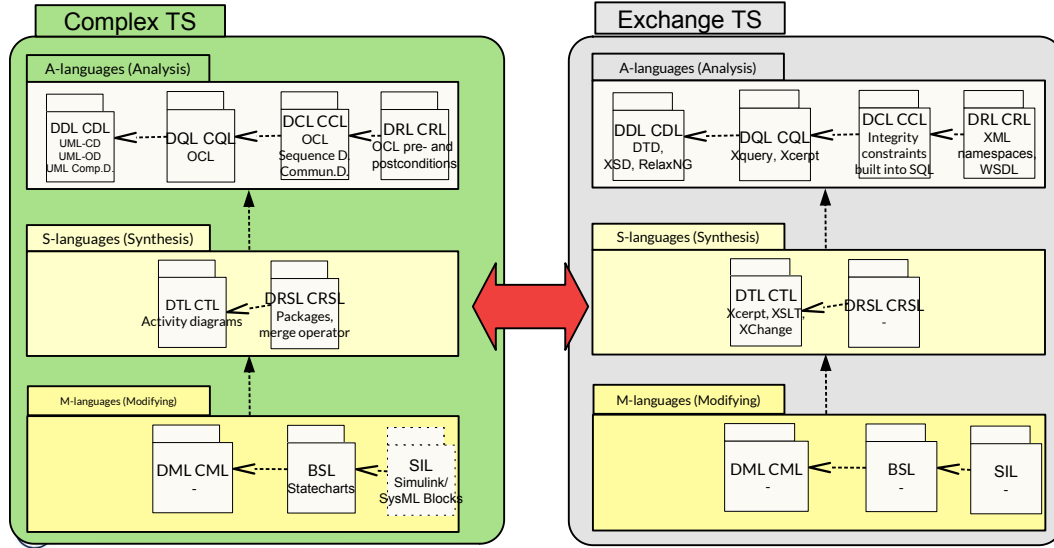 Complex TS
A-languages (Analysis)
DDL CDL
UML-CD
UML-OD
UML Comp.D.
DQL CQL
OCL
DCL CCL
OCL
Sequence D.
Commun.D.
DRL CRL
OCL pre- and
postconditions
S-languages (Synthesis)
DTL CTL
Activity diagrams
DRSL CRSL
Packages,
merge operator
M-languages (Modifying)
DML CML
-
BSL
Statecharts
SIL
Simulink/
SysML Blocks
Exchange TS
A-languages (Analysis)
DDL CDL
DTD,
XSD, RelaxNG
DQL CQL
Xquery, Xcerpt
DCL CCL
Integrity
constraints
built into SQL
DRL CRL
XML
namespaces,
WSDL
S-languages (Synthesis)
DTL CTL
Xcerpt, XSLT,
XChange
DRSL CRSL
-
M-languages (Modifying)
DML CML
-
BSL
-
SIL
-